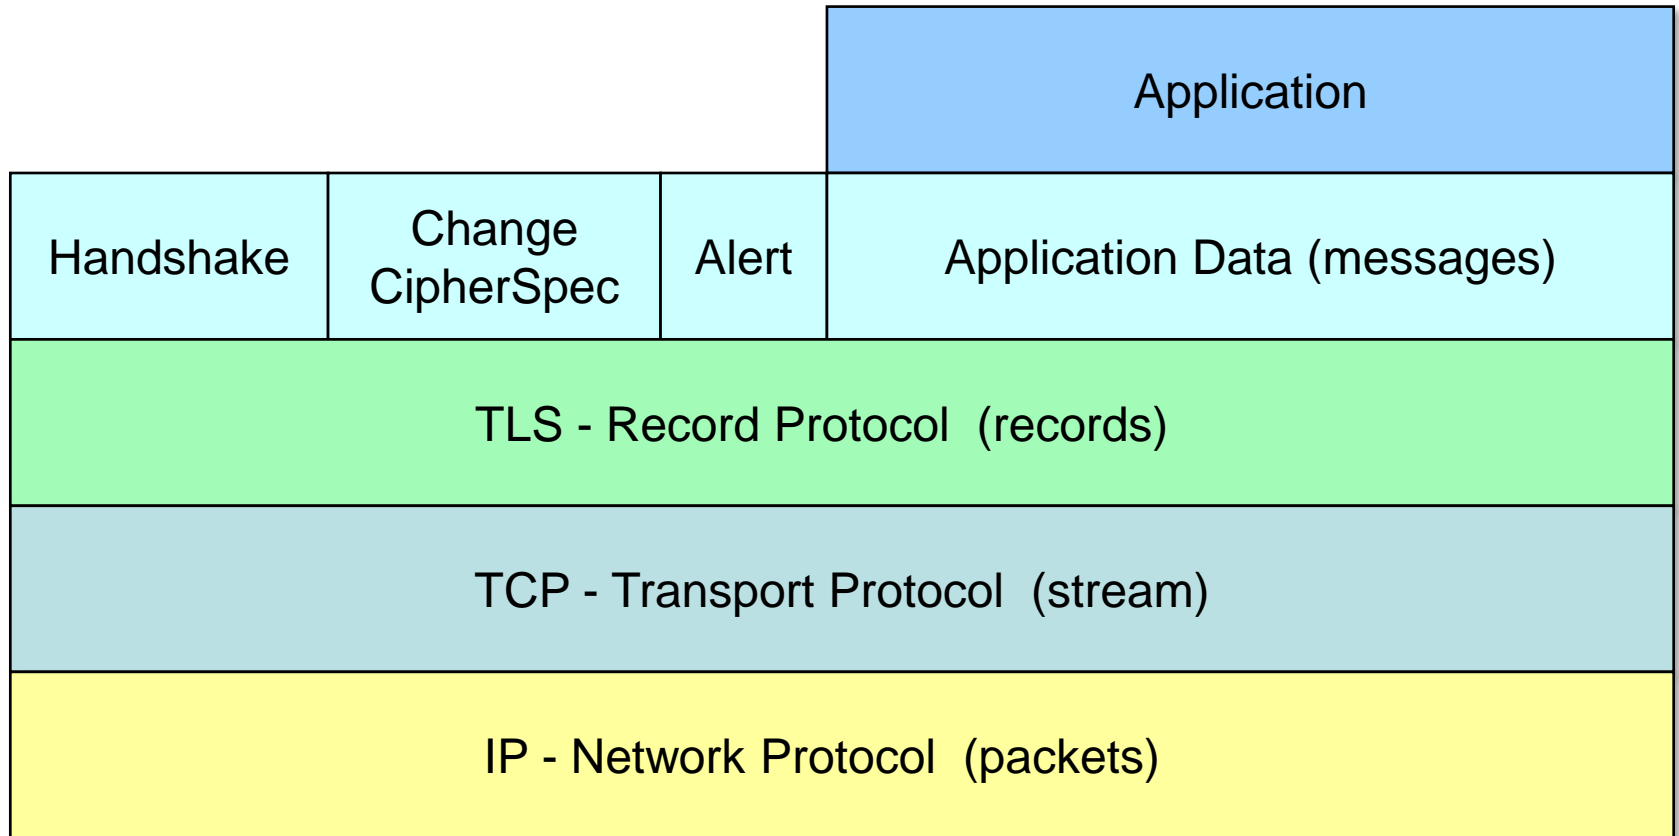 Application
Handshake
Change
CipherSpec
Alert
Application Data (messages)
TLS - Record Protocol (records)
TCP - Transport Protocol (stream)
IP - Network Protocol (packets)